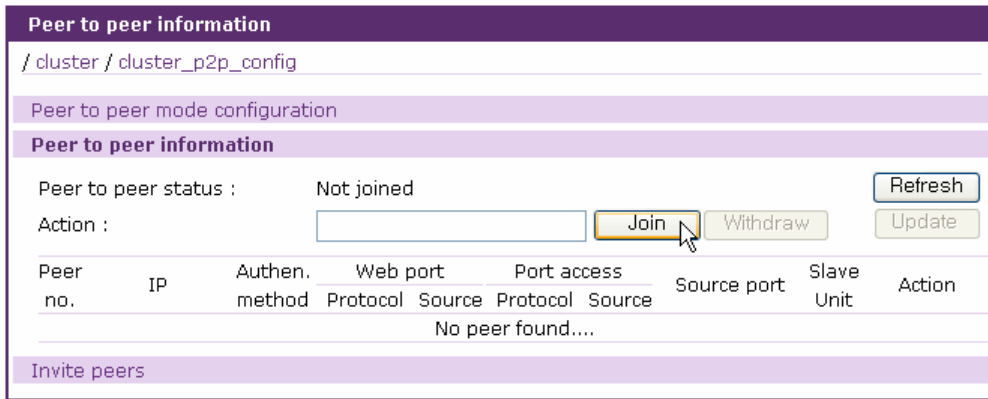 Peer to peer information
/ cluster / cluster_p2p_config
Peer to peer mode configuration
Peer to peer information
Peer to peer status : Not joined Refresh
Action : Join Withdraw Update
Peer no. IP Authen. method Web port Protocol Source Port access Protocol Source Source port Slave Unit Action
No peer found....
Invite peers